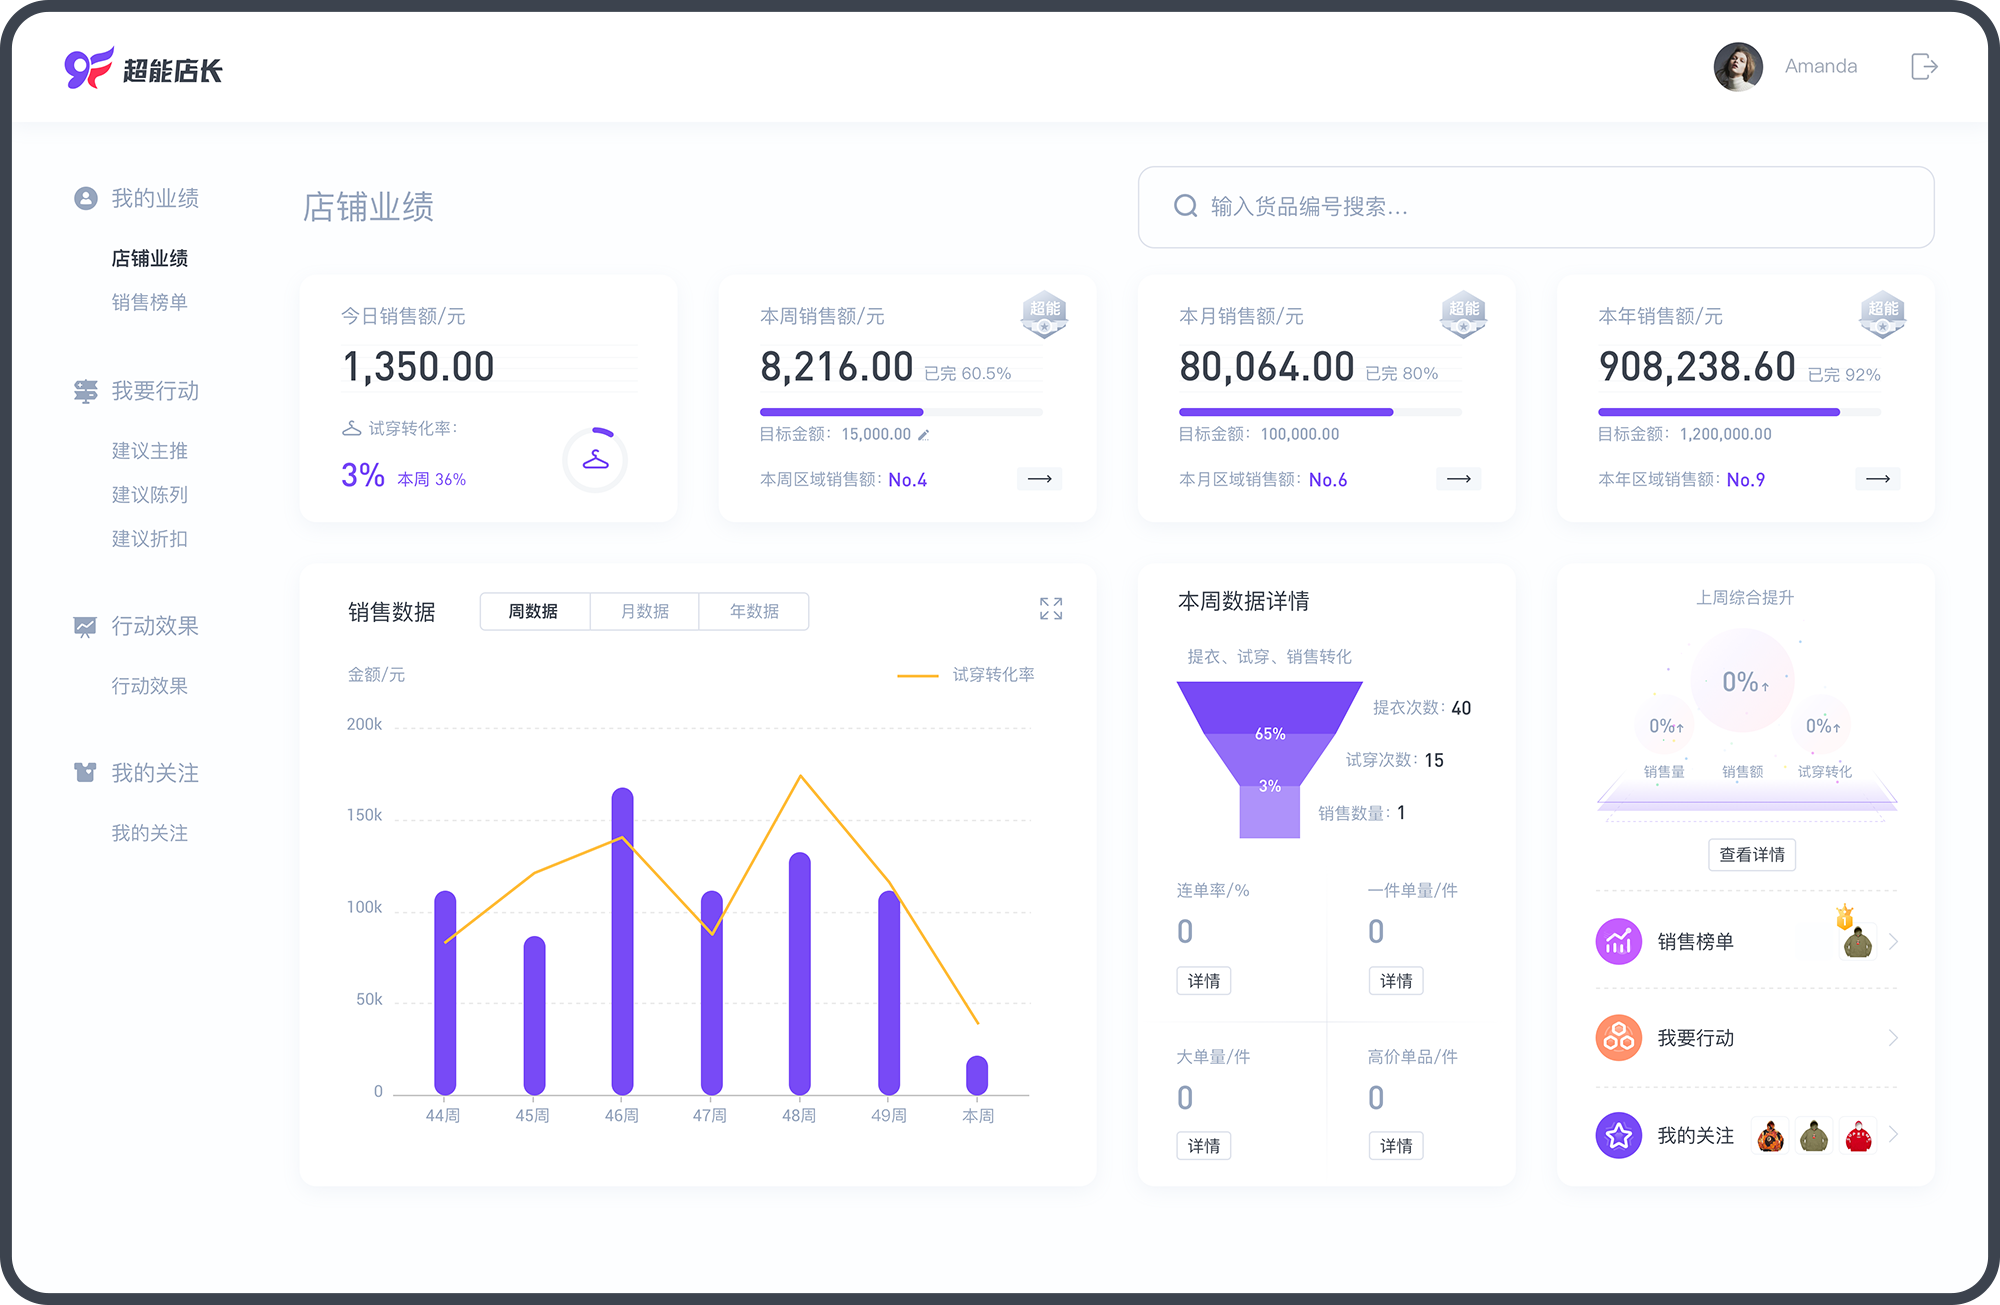 超能店长
Amanda
我的业绩
店铺业绩
销售榜单
我要行动
建议主推
建议陈列
建议折扣
行动效果
行动效果
我的关注
我的关注
店铺业绩
输入货品编号搜索...
今日销售额/元
1,350.00
试穿转化率:
3% 本周 36%
本周销售额/元
超能
8,216.00 已完 60.5%
目标金额: 15,000.00
本周区域销售额: No.4
本月销售额/元
超能
80,064.00 已完 80%
目标金额: 100,000.00
本月区域销售额: No.6
本年销售额/元
超能
908,238.60 已完 92%
目标金额: 1,200,000.00
本年区域销售额: No.9
销售数据
周数据 月数据 年数据
金额/元
试穿转化率
200k
150k
100k
50k
0
44周 45周 46周 47周 48周 49周 本周
本周数据详情
提衣、试穿、销售转化
提衣次数: 40
65%
试穿次数: 15
3%
销售数量: 1
连单率/% 一件单量/件
0 0
详情 详情
大单量/件 高价单品/件
0 0
详情 详情
上周综合提升
0%↑
0%↑ 0%↑
销售量 销售额 试穿转化
查看详情
销售榜单
1
我要行动
我的关注